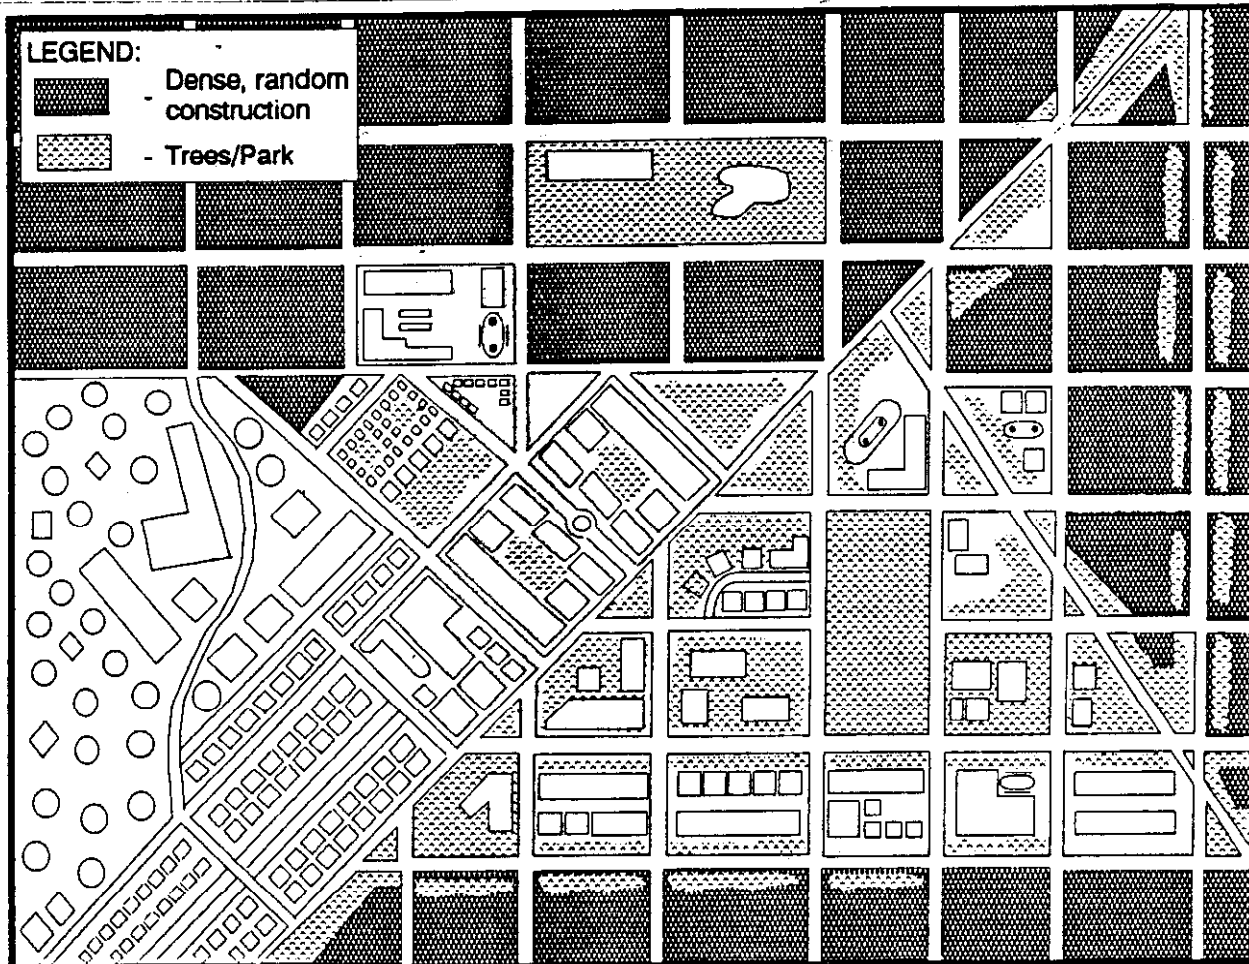 LEGEND:
- Dense, random
construction
- Trees/Park